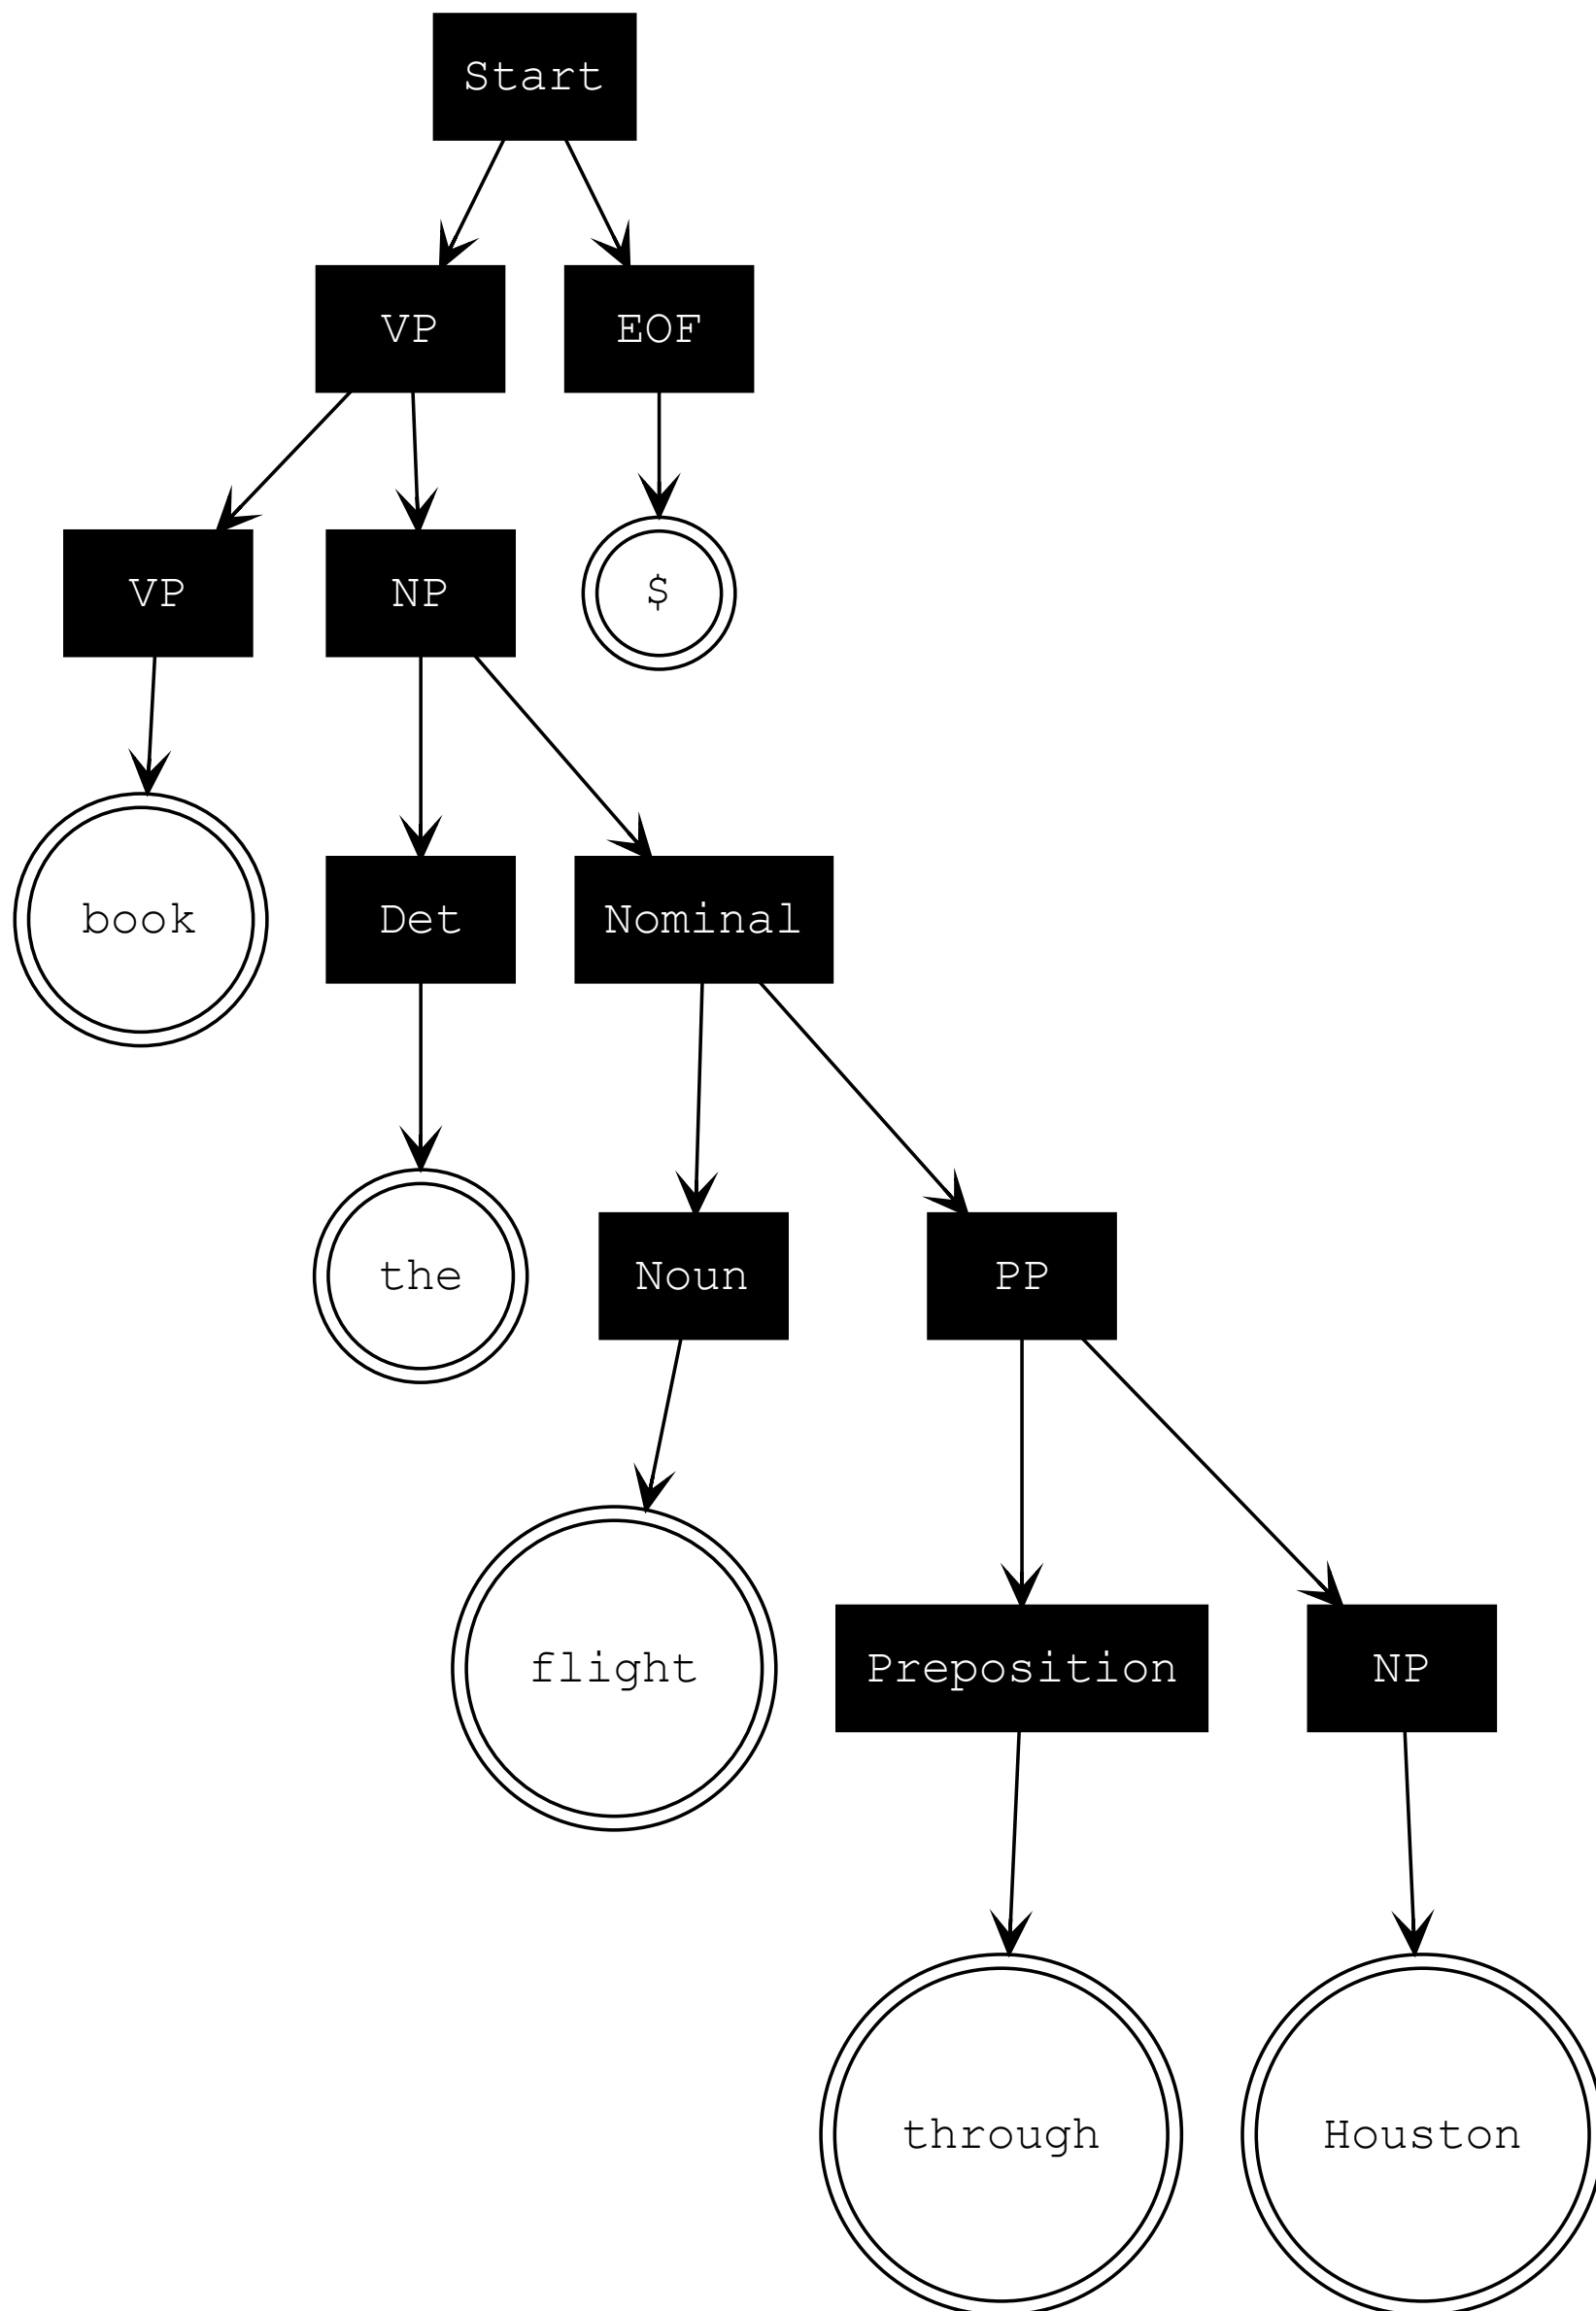 Start
VP EOF
VP NP $
book Det Nominal
the Noun PP
flight Preposition NP
through Houston